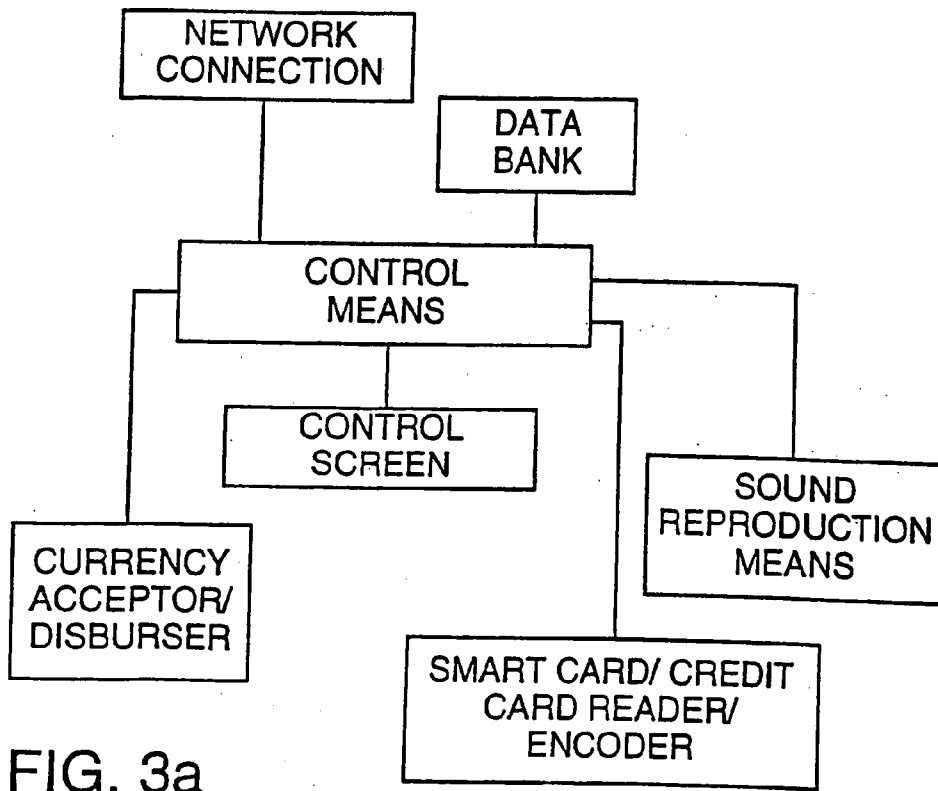 NETWORK
CONNECTION
DATA
BANK
CONTROL
MEANS
CONTROL
SCREEN
SOUND
REPRODUCTION
MEANS
CURRENCY
ACCEPTOR/
DISBURSER
SMART CARD/ CREDIT
CARD READER/
ENCODER
FIG. 3a